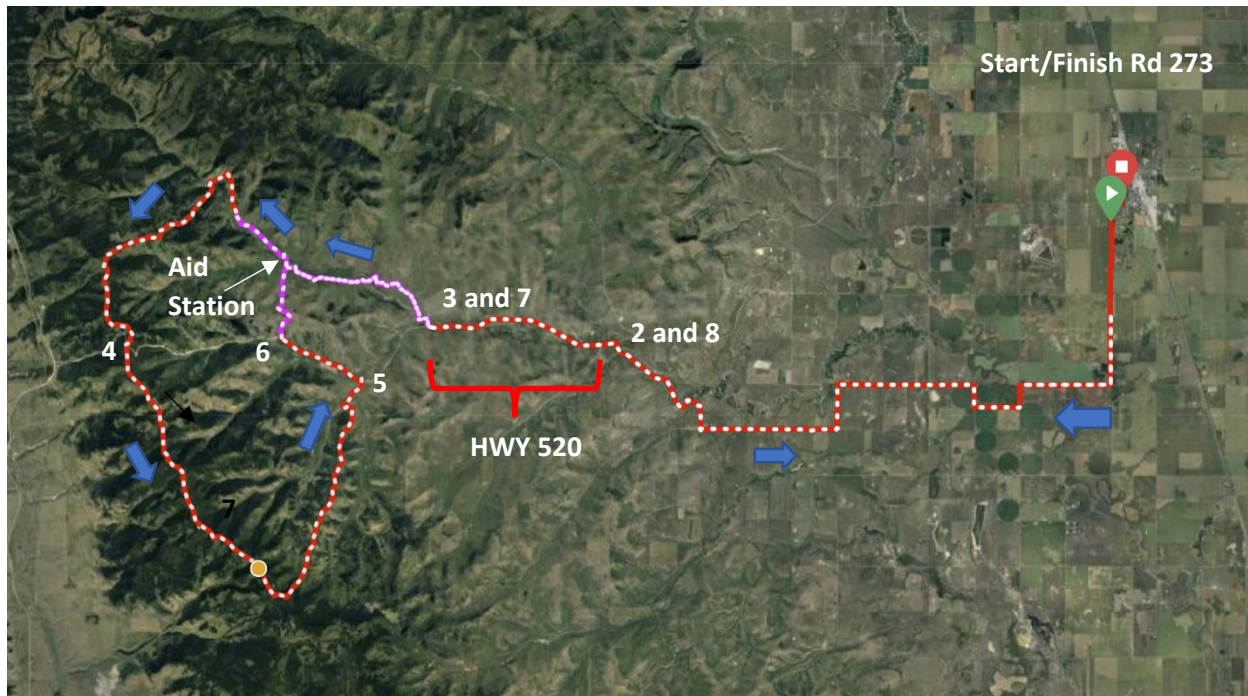 Start/Finish Rd 273
Aid
Station
3 and 7
2 and 8
4
6
5
HWY 520
7